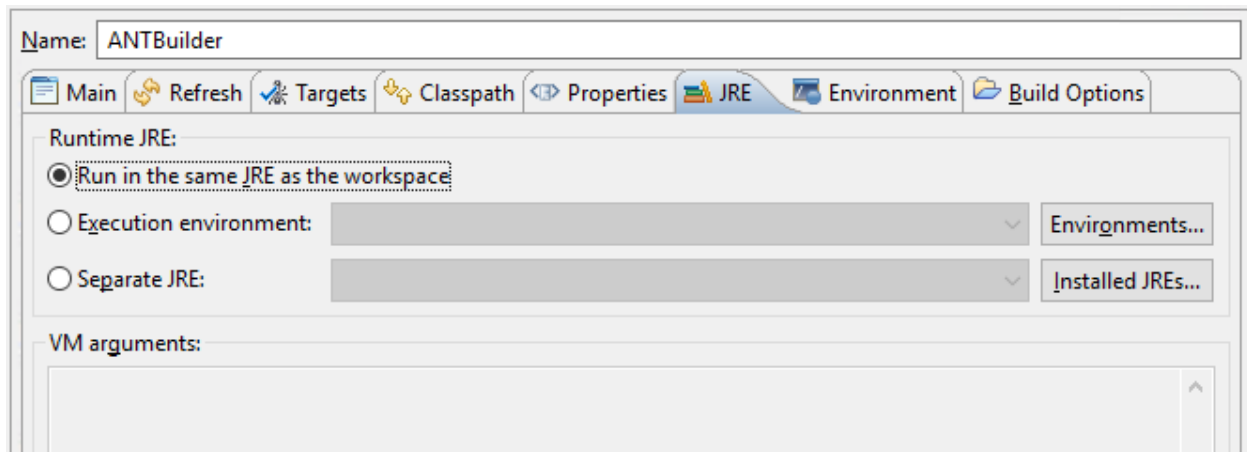 Name: ANTBuilder
Main Refresh Targets Classpath Properties JRE Environment Build Options
Runtime JRE:
Run in the same JRE as the workspace
Execution environment: Environments...
Separate JRE: Installed JREs...
VM arguments: